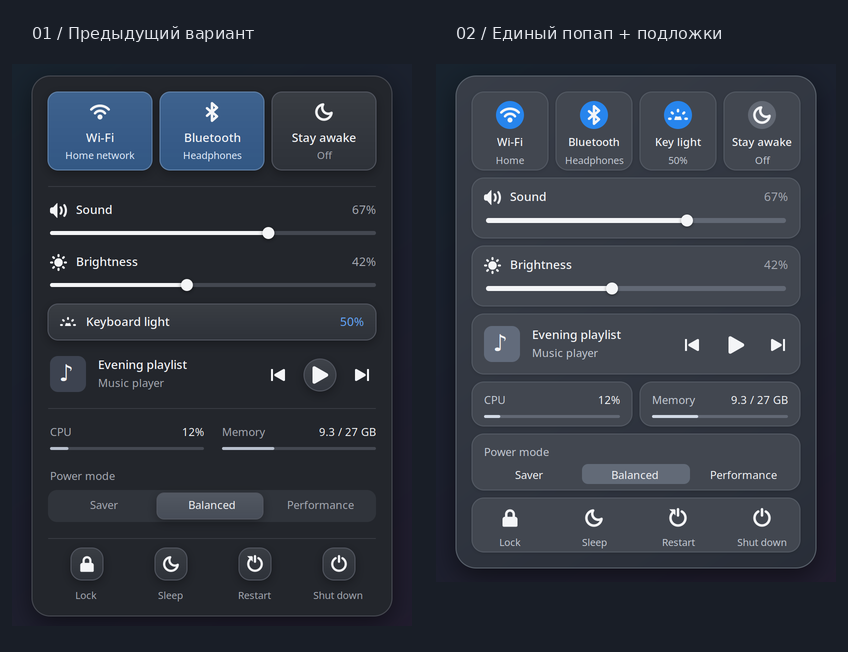 01 / Предыдущий вариант
Wi-Fi
Home network
Bluetooth
Headphones
Stay awake
Off
Sound 67%
Brightness 42%
Keyboard light 50%
Evening playlist
Music player
CPU 12% Memory 9.3 / 27 GB
Power mode
Saver Balanced Performance
Lock Sleep Restart Shut down
02 / Единый попап + подложки
Wi-Fi
Home
Bluetooth
Headphones
Key light
50%
Stay awake
Off
Sound 67%
Brightness 42%
Evening playlist
Music player
CPU 12% Memory 9.3 / 27 GB
Power mode
Saver Balanced Performance
Lock Sleep Restart Shut down